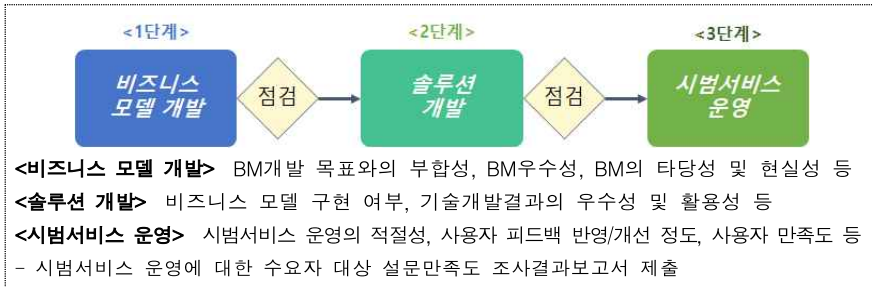 <1단계> <2단계> <3단계>
비즈니스 솔루션 시범서비스
모델 개발 점검 개발 점검 운영
<비즈니스 모델 개발> BM개발 목표와의 부합성, BM우수성, BM의 타당성 및 현실성 등
<솔루션 개발> 비즈니스 모델 구현 여부, 기술개발결과의 우수성 및 활용성 등
<시범서비스 운영> 시범서비스 운영의 적절성, 사용자 피드백 반영/개선 정도, 사용자 만족도 등
- 시범서비스 운영에 대한 수요자 대상 설문만족도 조사결과보고서 제출